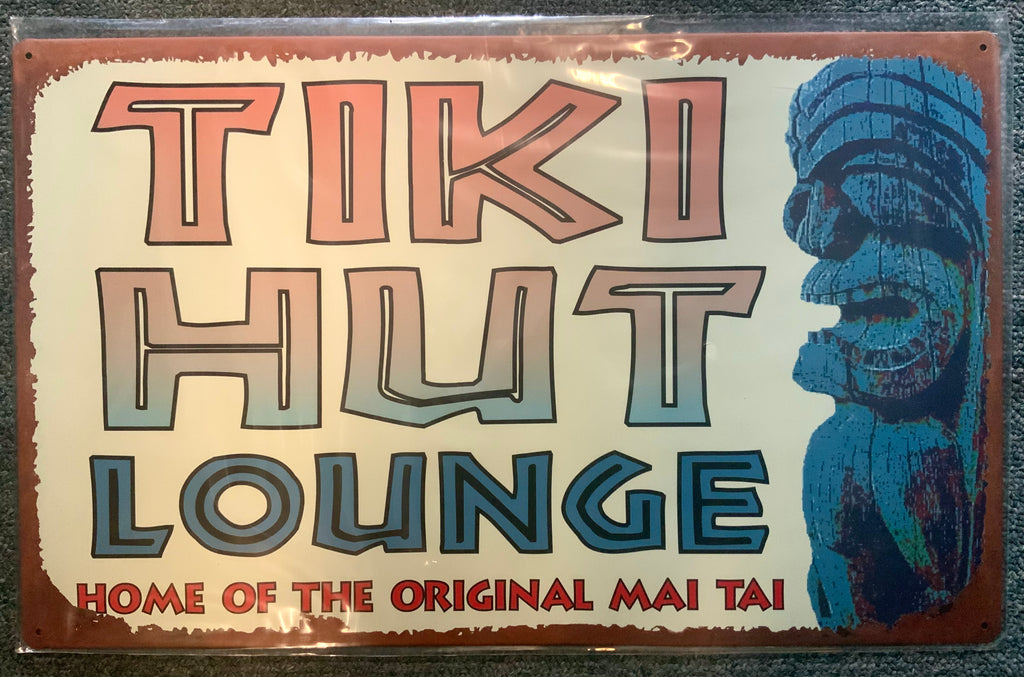 TIKI
HUT
LOUNGE
HOME OF THE ORIGINAL MAI TAI